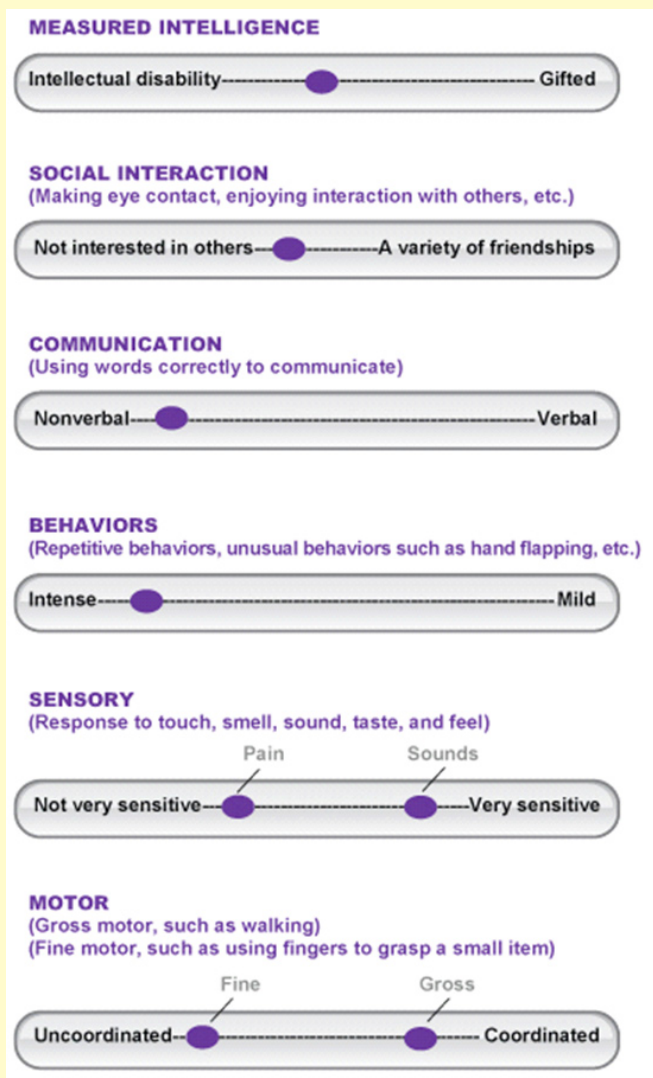 MEASURED INTELLIGENCE
Intellectual disability Gifted
SOCIAL INTERACTION
(Making eye contact, enjoying interaction with others, etc.)
Not interested in others A variety of friendships
COMMUNICATION
(Using words correctly to communicate)
Nonverbal Verbal
BEHAVIORS
(Repetitive behaviors, unusual behaviors such as hand flapping, etc.)
Intense Mild
SENSORY
(Response to touch, smell, sound, taste, and feel)
Pain Sounds
Not very sensitive Very sensitive
MOTOR
(Gross motor, such as walking)
(Fine motor, such as using fingers to grasp a small item)
Fine Gross
Uncoordinated Coordinated